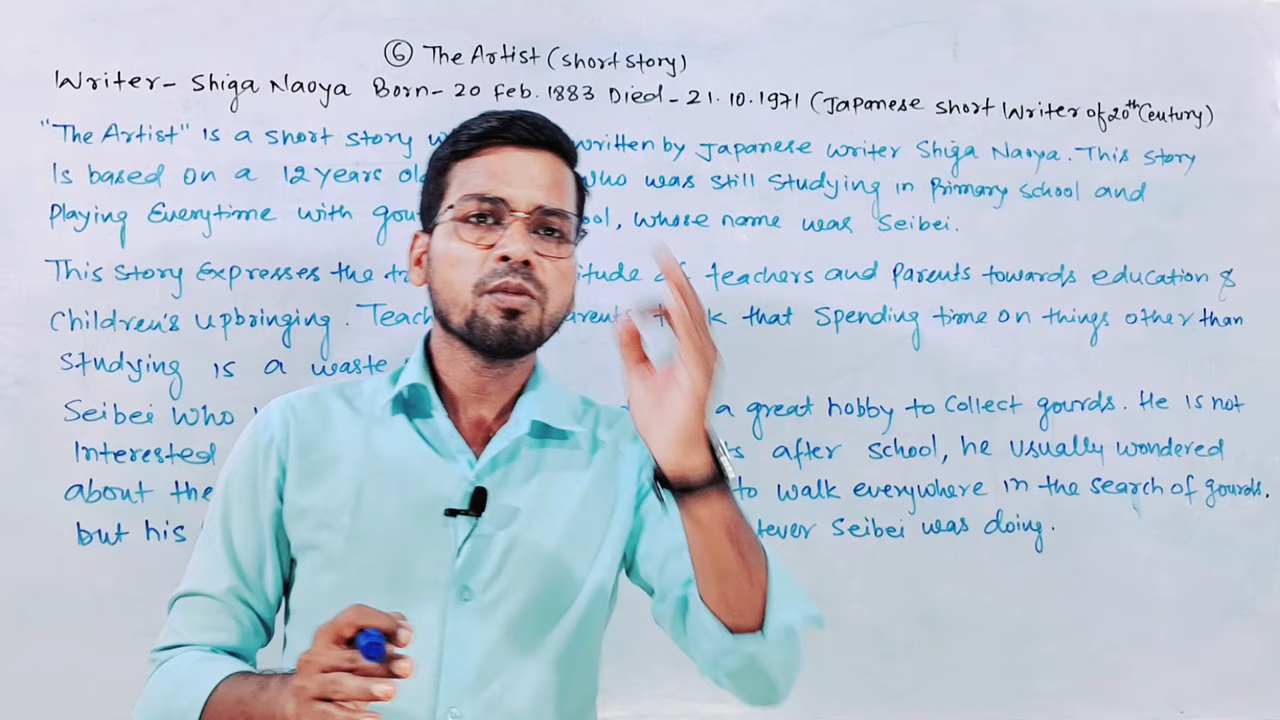 ⑥ The Artist (short story)
Writer- Shiga Naoya Born- 20 Feb. 1883 Died- 21.10.1971 (Japanese short Writer of 20th Century)
"The Artist" is a short story written by Japanese writer Shiga Naoya. This story
Is based on a 12 years who was still studying in Primary school and
Playing Everytime with whose name was Seibei.
This story Expresses the of teachers and parents towards education &
Children's upbringing. that spending time on things other than
studying is a waste
Seibei who a great hobby to collect gourds. He is not
Interested after school, he usually wondered
about the to walk everywhere in the search of gourds.
but his Seibei was doing.